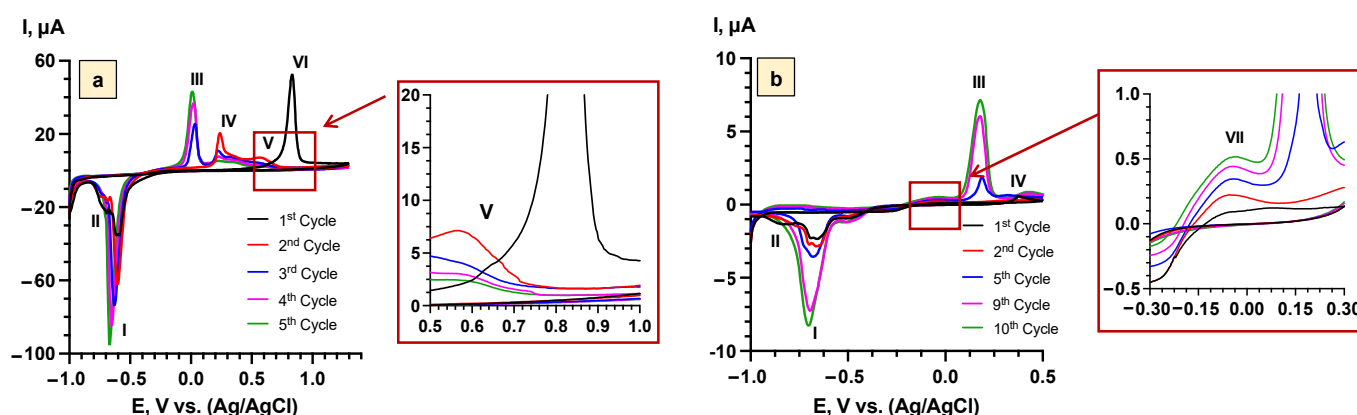 I, µA
a
60
20
−20
−60
−100
−1.0
−0.5
0.0
0.5
1.0
E, V vs. (Ag/AgCl)
III
IV
V
VI
II
I
1st Cycle
2nd Cycle
3rd Cycle
4th Cycle
5th Cycle
20
15
10
5
0.5
0.6
0.7
0.8
0.9
1.0
V
I, µA
b
10
5
0
−5
−10
−1.0
−0.5
0.0
0.5
E, V vs. (Ag/AgCl)
III
IV
II
I
1st Cycle
2nd Cycle
5th Cycle
9th Cycle
10th Cycle
1.0
0.5
0.0
−0.5
−0.30
−0.15
0.00
0.15
0.30
VII